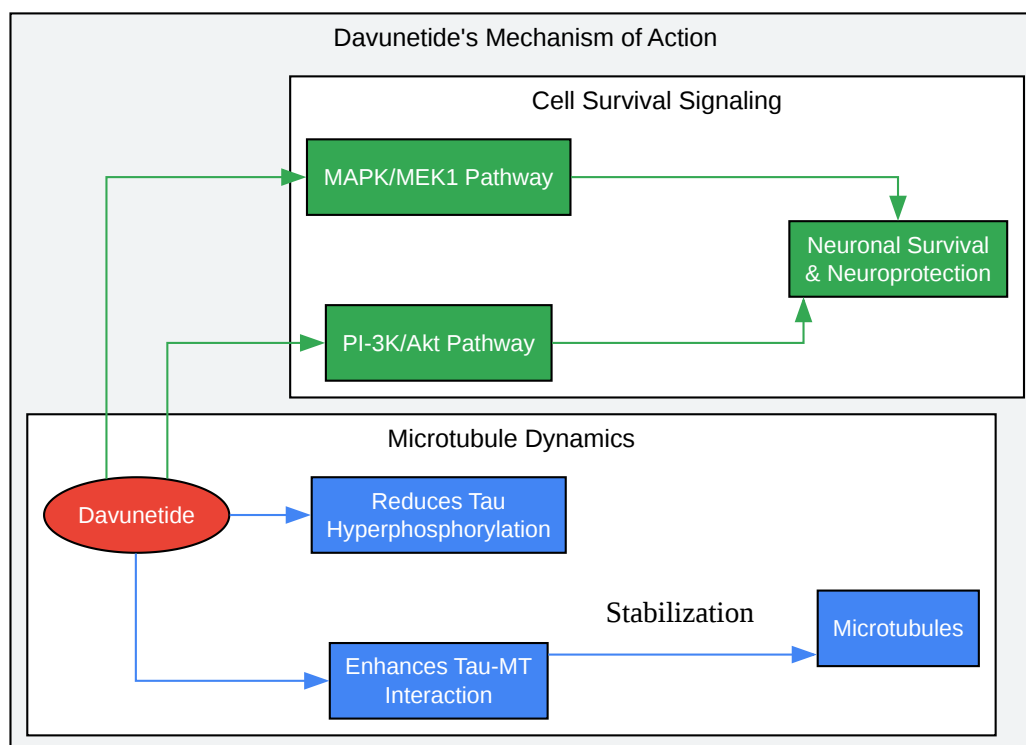 Davunetide's Mechanism of Action
Cell Survival Signaling
MAPK/MEK1 Pathway
Neuronal Survival
& Neuroprotection
PI-3K/Akt Pathway
Microtubule Dynamics
Davunetide
Reduces Tau
Hyperphosphorylation
Stabilization
Microtubules
Enhances Tau-MT
Interaction